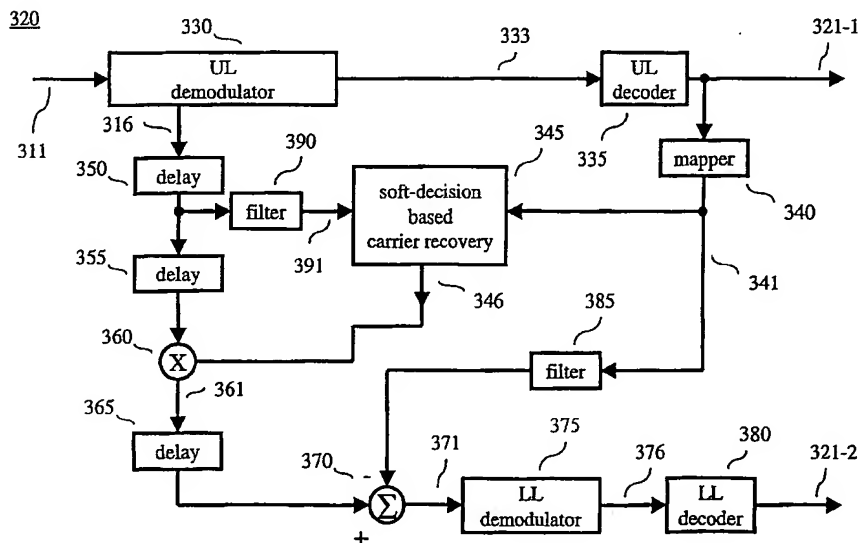 320
330
UL
demodulator
333
UL
decoder
321-1
311
316
335
mapper
340
350
delay
390
filter
391
345
soft-decision
based
carrier recovery
346
341
355
delay
360
X
361
385
filter
365
delay
370
-
+
Σ
371
375
LL
demodulator
376
380
LL
decoder
321-2